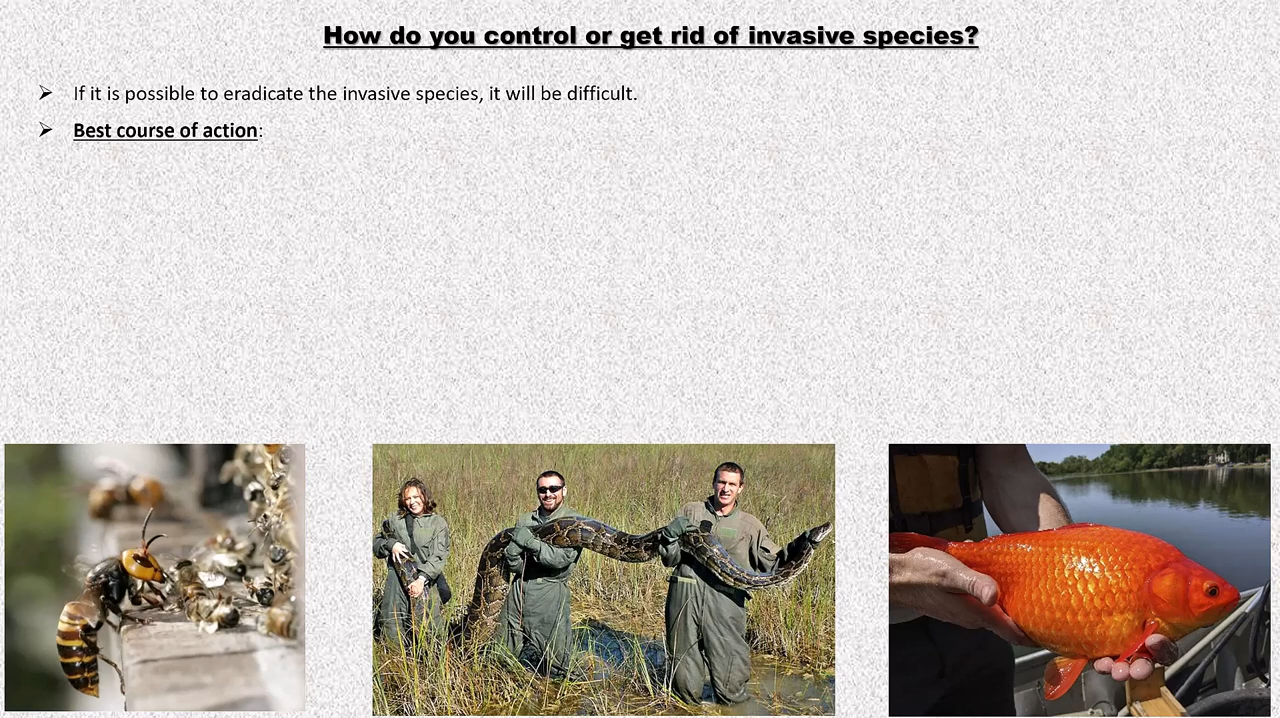 How do you control or get rid of invasive species?
➤ If it is possible to eradicate the invasive species, it will be difficult.
➤ Best course of action: